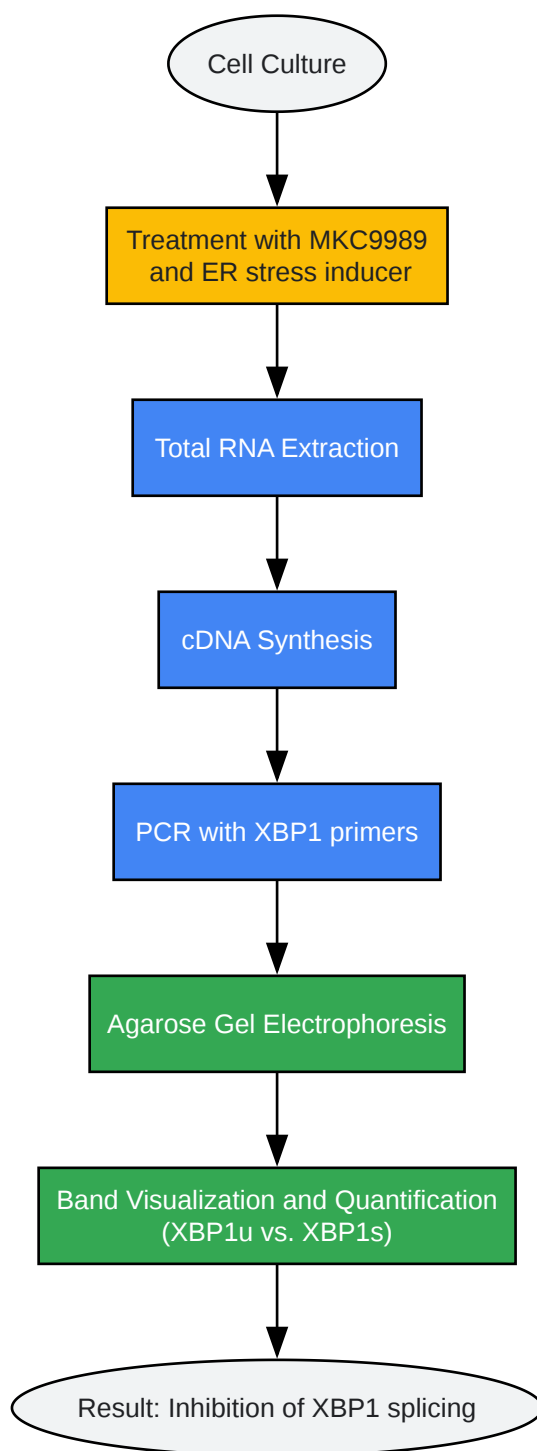 Cell Culture
Treatment with MKC9989
and ER stress inducer
Total RNA Extraction
cDNA Synthesis
PCR with XBP1 primers
Agarose Gel Electrophoresis
Band Visualization and Quantification
(XBP1u vs. XBP1s)
Result: Inhibition of XBP1 splicing